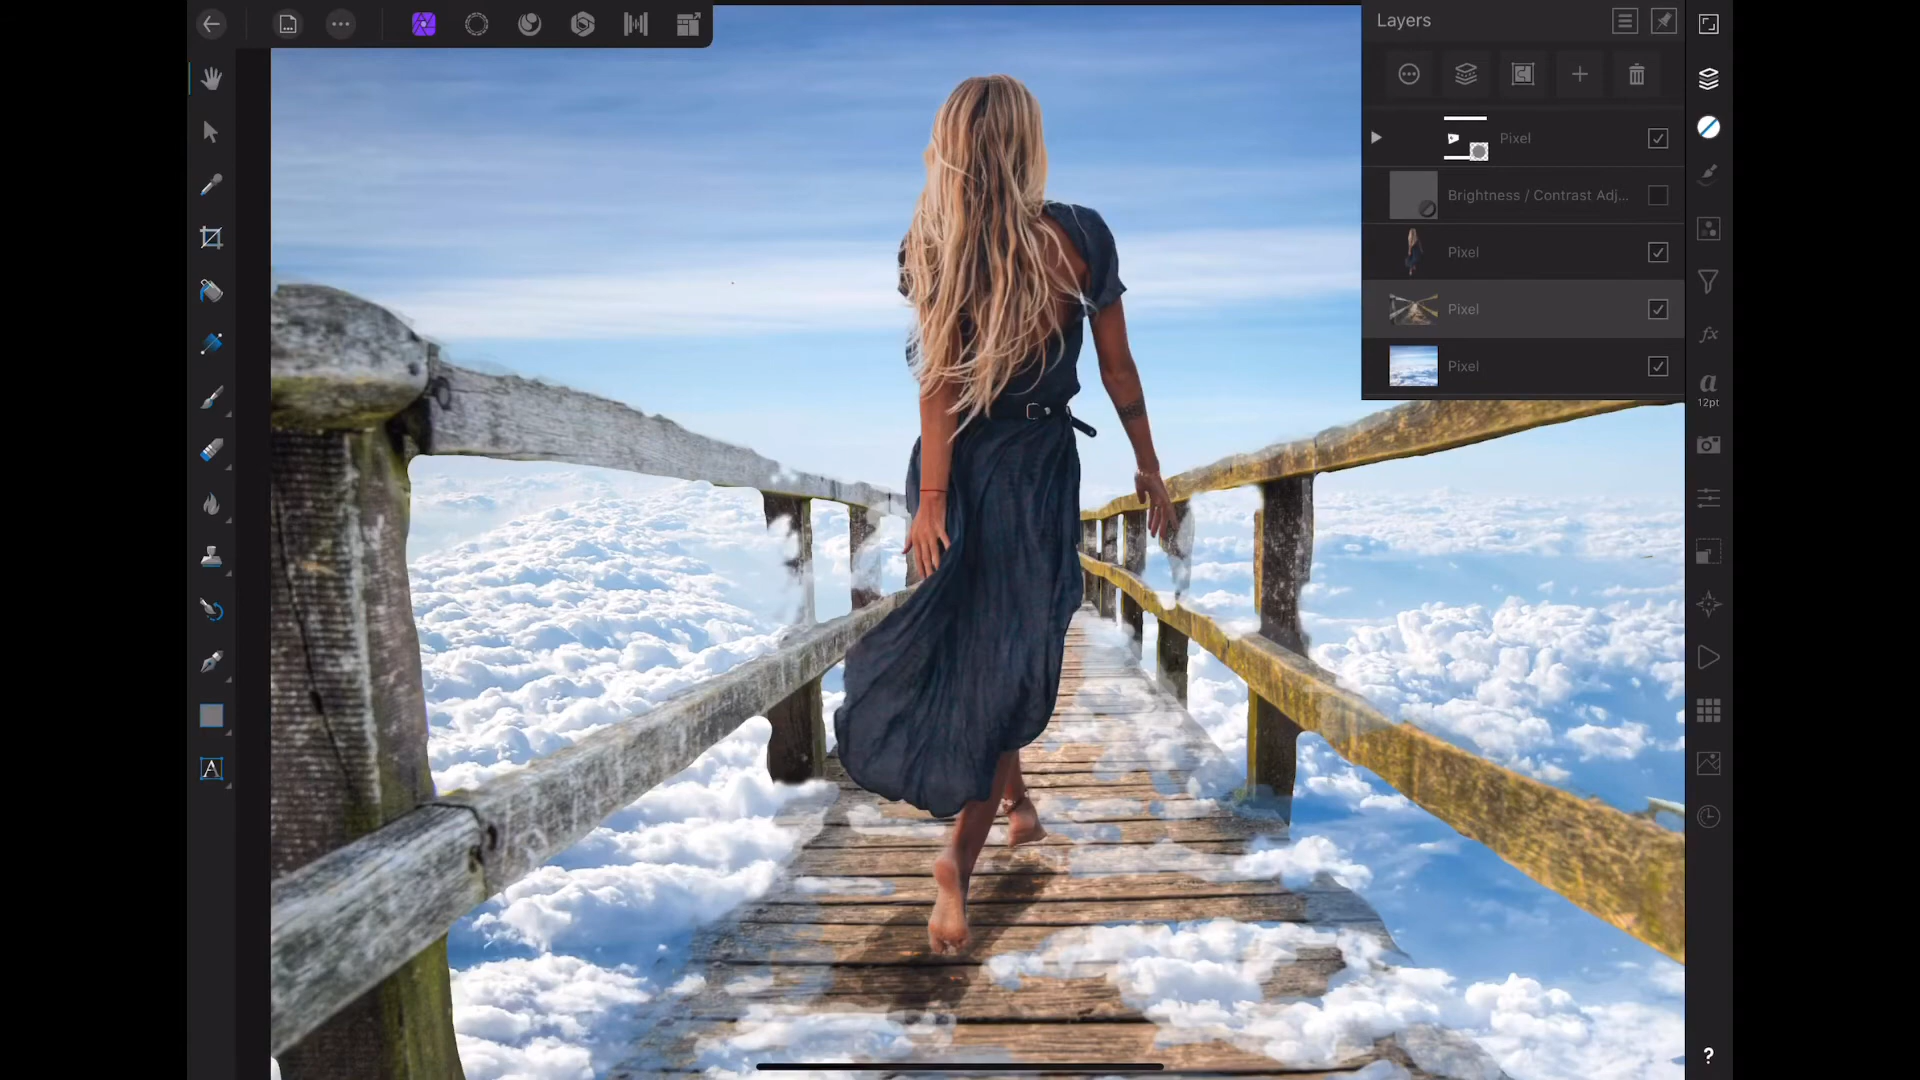 Layers
Pixel
Brightness / Contrast Adj...
Pixel
Pixel
Pixel
a
12pt
A
?